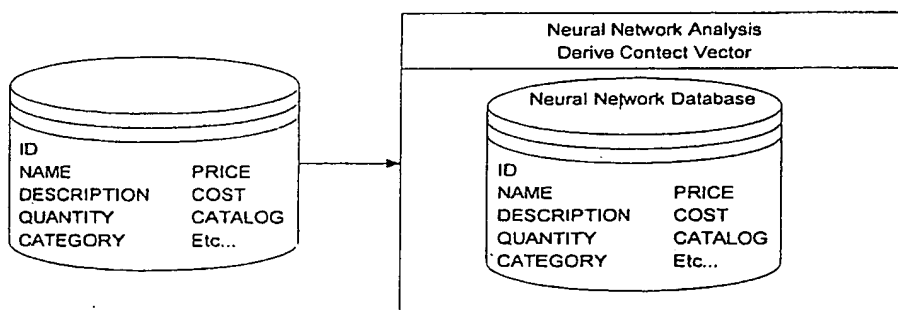 Neural Network Analysis
Derive Contect Vector
Neural Network Database
ID
NAME PRICE
DESCRIPTION COST
QUANTITY CATALOG
CATEGORY Etc...
ID
NAME PRICE
DESCRIPTION COST
QUANTITY CATALOG
CATEGORY Etc...